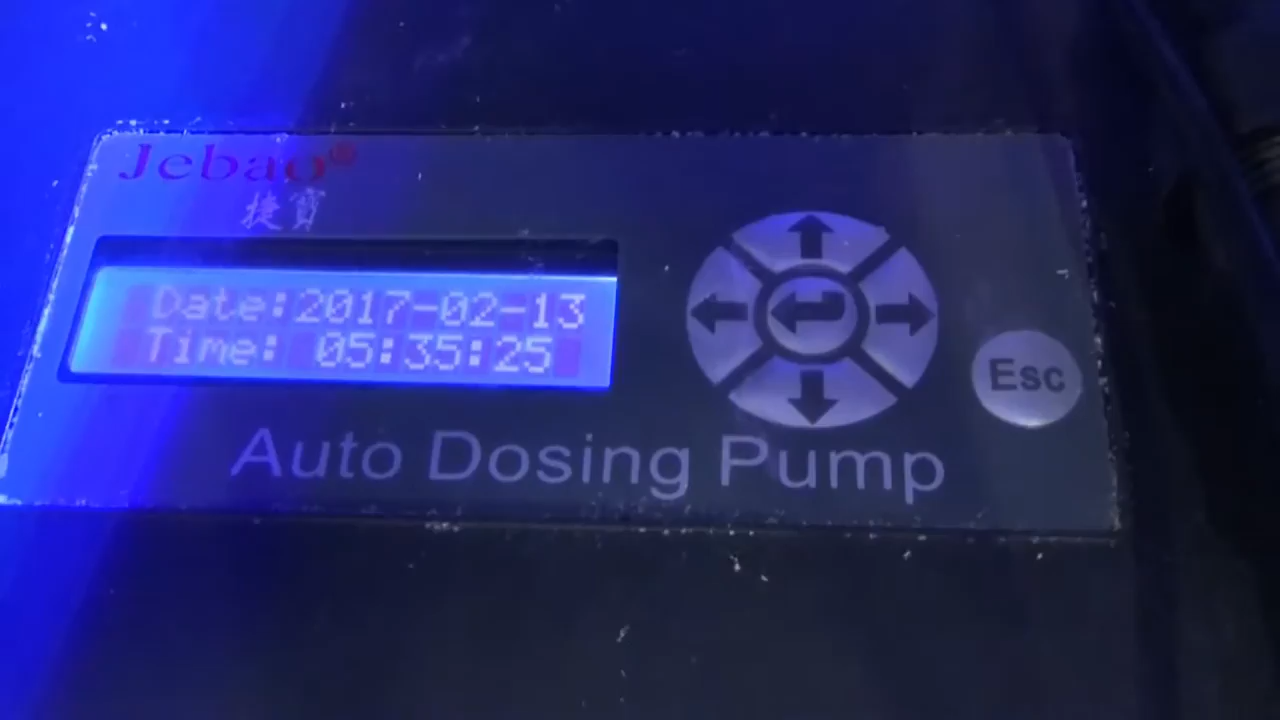 Jebao®
捷寶
Date:2017-02-13
Time: 05:35:25
Esc
Auto Dosing Pump